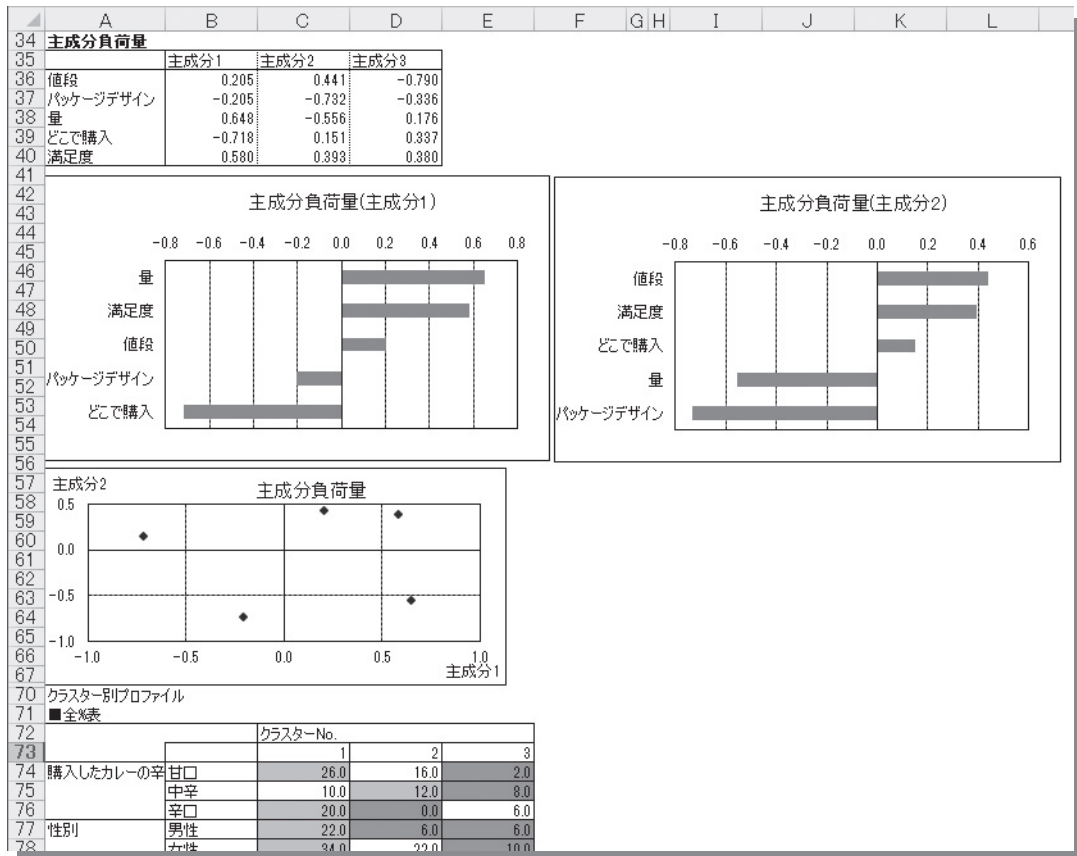 A B C D E F G H I J K L
34 主成分負荷量
35 主成分1 主成分2 主成分3
36 値段 0.205 0.441 -0.790
37 パッケージデザイン -0.205 -0.732 -0.336
38 量 0.648 -0.556 0.176
39 どこで購入 -0.718 0.151 0.337
40 満足度 0.580 0.393 0.380
41
42
43
44
45
46
47
48
49
50
51
52
53
54
55
56
57
58
59
60
61
62
63
64
65
66
67
主成分負荷量(主成分1)
-0.8 -0.6 -0.4 -0.2 0.0 0.2 0.4 0.6 0.8
量
満足度
値段
パッケージデザイン
どこで購入
主成分負荷量(主成分2)
-0.8 -0.6 -0.4 -0.2 0.0 0.2 0.4 0.6
値段
満足度
どこで購入
量
パッケージデザイン
主成分2
主成分負荷量
0.5
0.0
-0.5
-1.0
-1.0 -0.5 0.0 0.5 1.0
主成分1
70 クラスター別プロファイル
71 ■全%表
72 クラスターNo.
73 1 2 3
74 購入したカレーの辛 甘口 26.0 16.0 2.0
75 中辛 10.0 12.0 8.0
76 辛口 20.0 0.0 6.0
77 性別 男性 22.0 6.0 6.0
78 女性 34.0 22.0 10.0